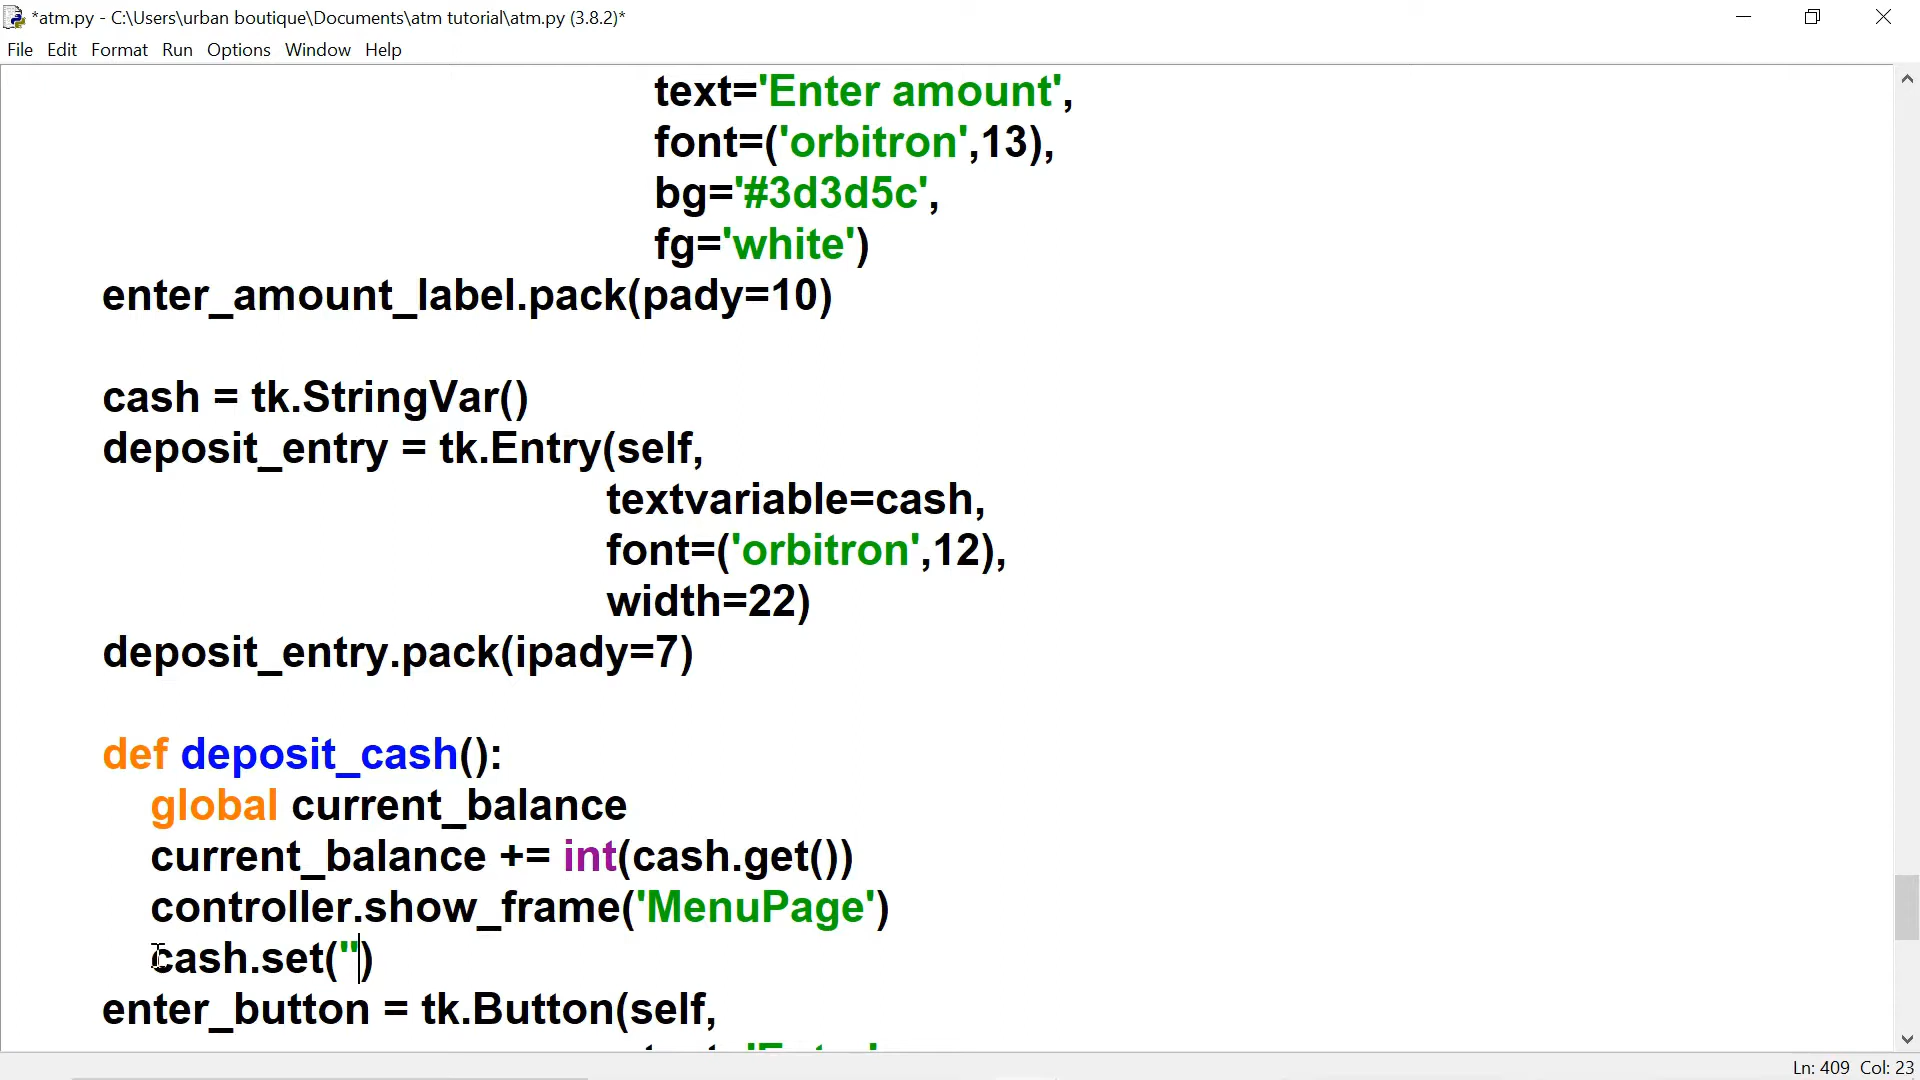 *atm.py - C:\Users\urban boutique\Documents\atm tutorial\atm.py (3.8.2)*
File Edit Format Run Options Window Help
text='Enter amount',
font=('orbitron',13),
bg='#3d3d5c',
fg='white')
enter_amount_label.pack(pady=10)
cash = tk.StringVar()
deposit_entry = tk.Entry(self,
textvariable=cash,
font=('orbitron',12),
width=22)
deposit_entry.pack(ipady=7)
def deposit_cash():
global current_balance
current_balance += int(cash.get())
controller.show_frame('MenuPage')
cash.set('')
enter_button = tk.Button(self,
Ln: 409 Col: 23